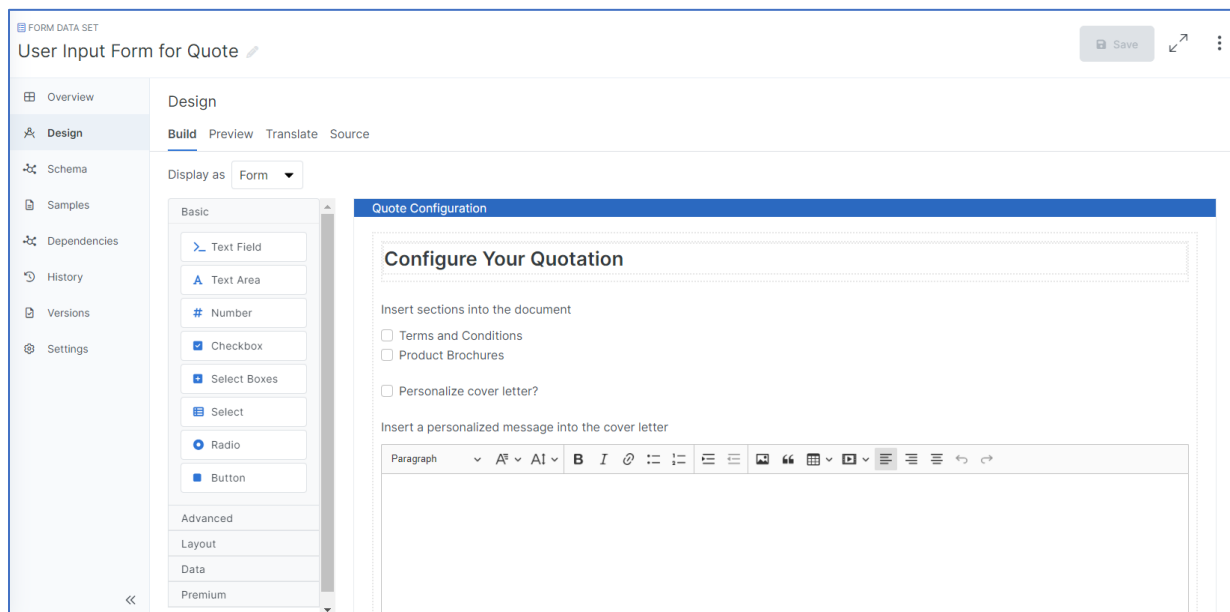 FORM DATA SET
User Input Form for Quote
Save
Overview
Design
Schema
Samples
Dependencies
History
Versions
Settings
Design
Build Preview Translate Source
Display as Form
Basic
Text Field
Text Area
Number
Checkbox
Select Boxes
Select
Radio
Button
Advanced
Layout
Data
Premium
Quote Configuration
Configure Your Quotation
Insert sections into the document
Terms and Conditions
Product Brochures
Personalize cover letter?
Insert a personalized message into the cover letter
Paragraph